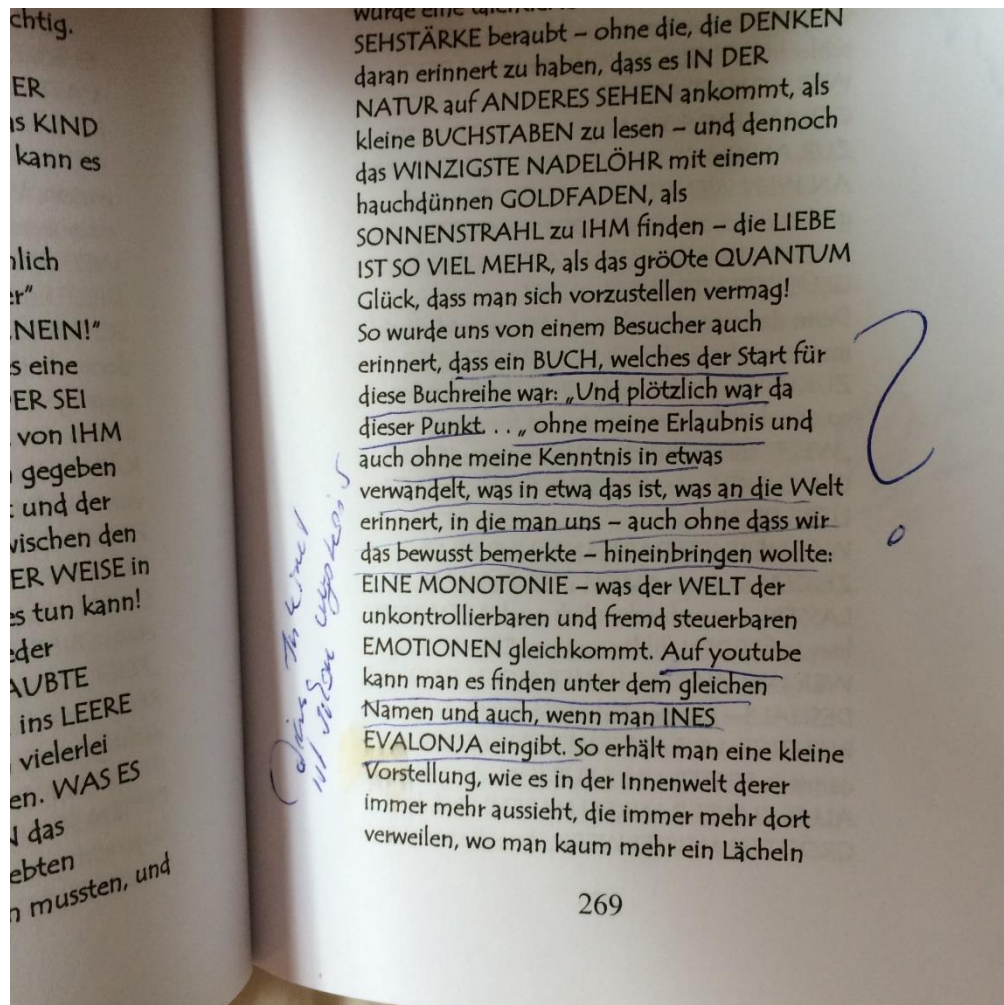 chtig.
ER
as KIND
kann es
nlich
er"
NEIN!"
s eine
ER SEI
von IHM
gegeben
t und der
wischen den
ER WEISE in
es tun kann!
eder
AUBTE
ins LEERE
vielerlei
en. WAS ES
N das
ebten
n mussten, und
wurde eine
SEHSTÄRKE beraubt – ohne die, die DENKEN
daran erinnert zu haben, dass es IN DER
NATUR auf ANDERES SEHEN ankommt, als
kleine BUCHSTABEN zu lesen – und dennoch
das WINZIGSTE NADELÖHR mit einem
hauchdünnen GOLDFADEN, als
SONNENSTRAHL zu IHM finden – die LIEBE
IST SO VIEL MEHR, als das gröOte QUANTUM
Glück, dass man sich vorzustellen vermag!
So wurde uns von einem Besucher auch
erinnert, dass ein BUCH, welches der Start für
diese Buchreihe war: „Und plötzlich war da
dieser Punkt. . . „ ohne meine Erlaubnis und
auch ohne meine Kenntnis in etwas
verwandelt, was in etwa das ist, was an die Welt
erinnert, in die man uns – auch ohne dass wir
das bewusst bemerkte – hineinbringen wollte:
EINE MONOTONIE – was der WELT der
unkontrollierbaren und fremd steuerbaren
EMOTIONEN gleichkommt. Auf youtube
kann man es finden unter dem gleichen
Namen und auch, wenn man INES
EVALONJA eingibt. So erhält man eine kleine
Vorstellung, wie es in der Innenwelt derer
immer mehr aussieht, die immer mehr dort
verweilen, wo man kaum mehr ein Lächeln
269
?